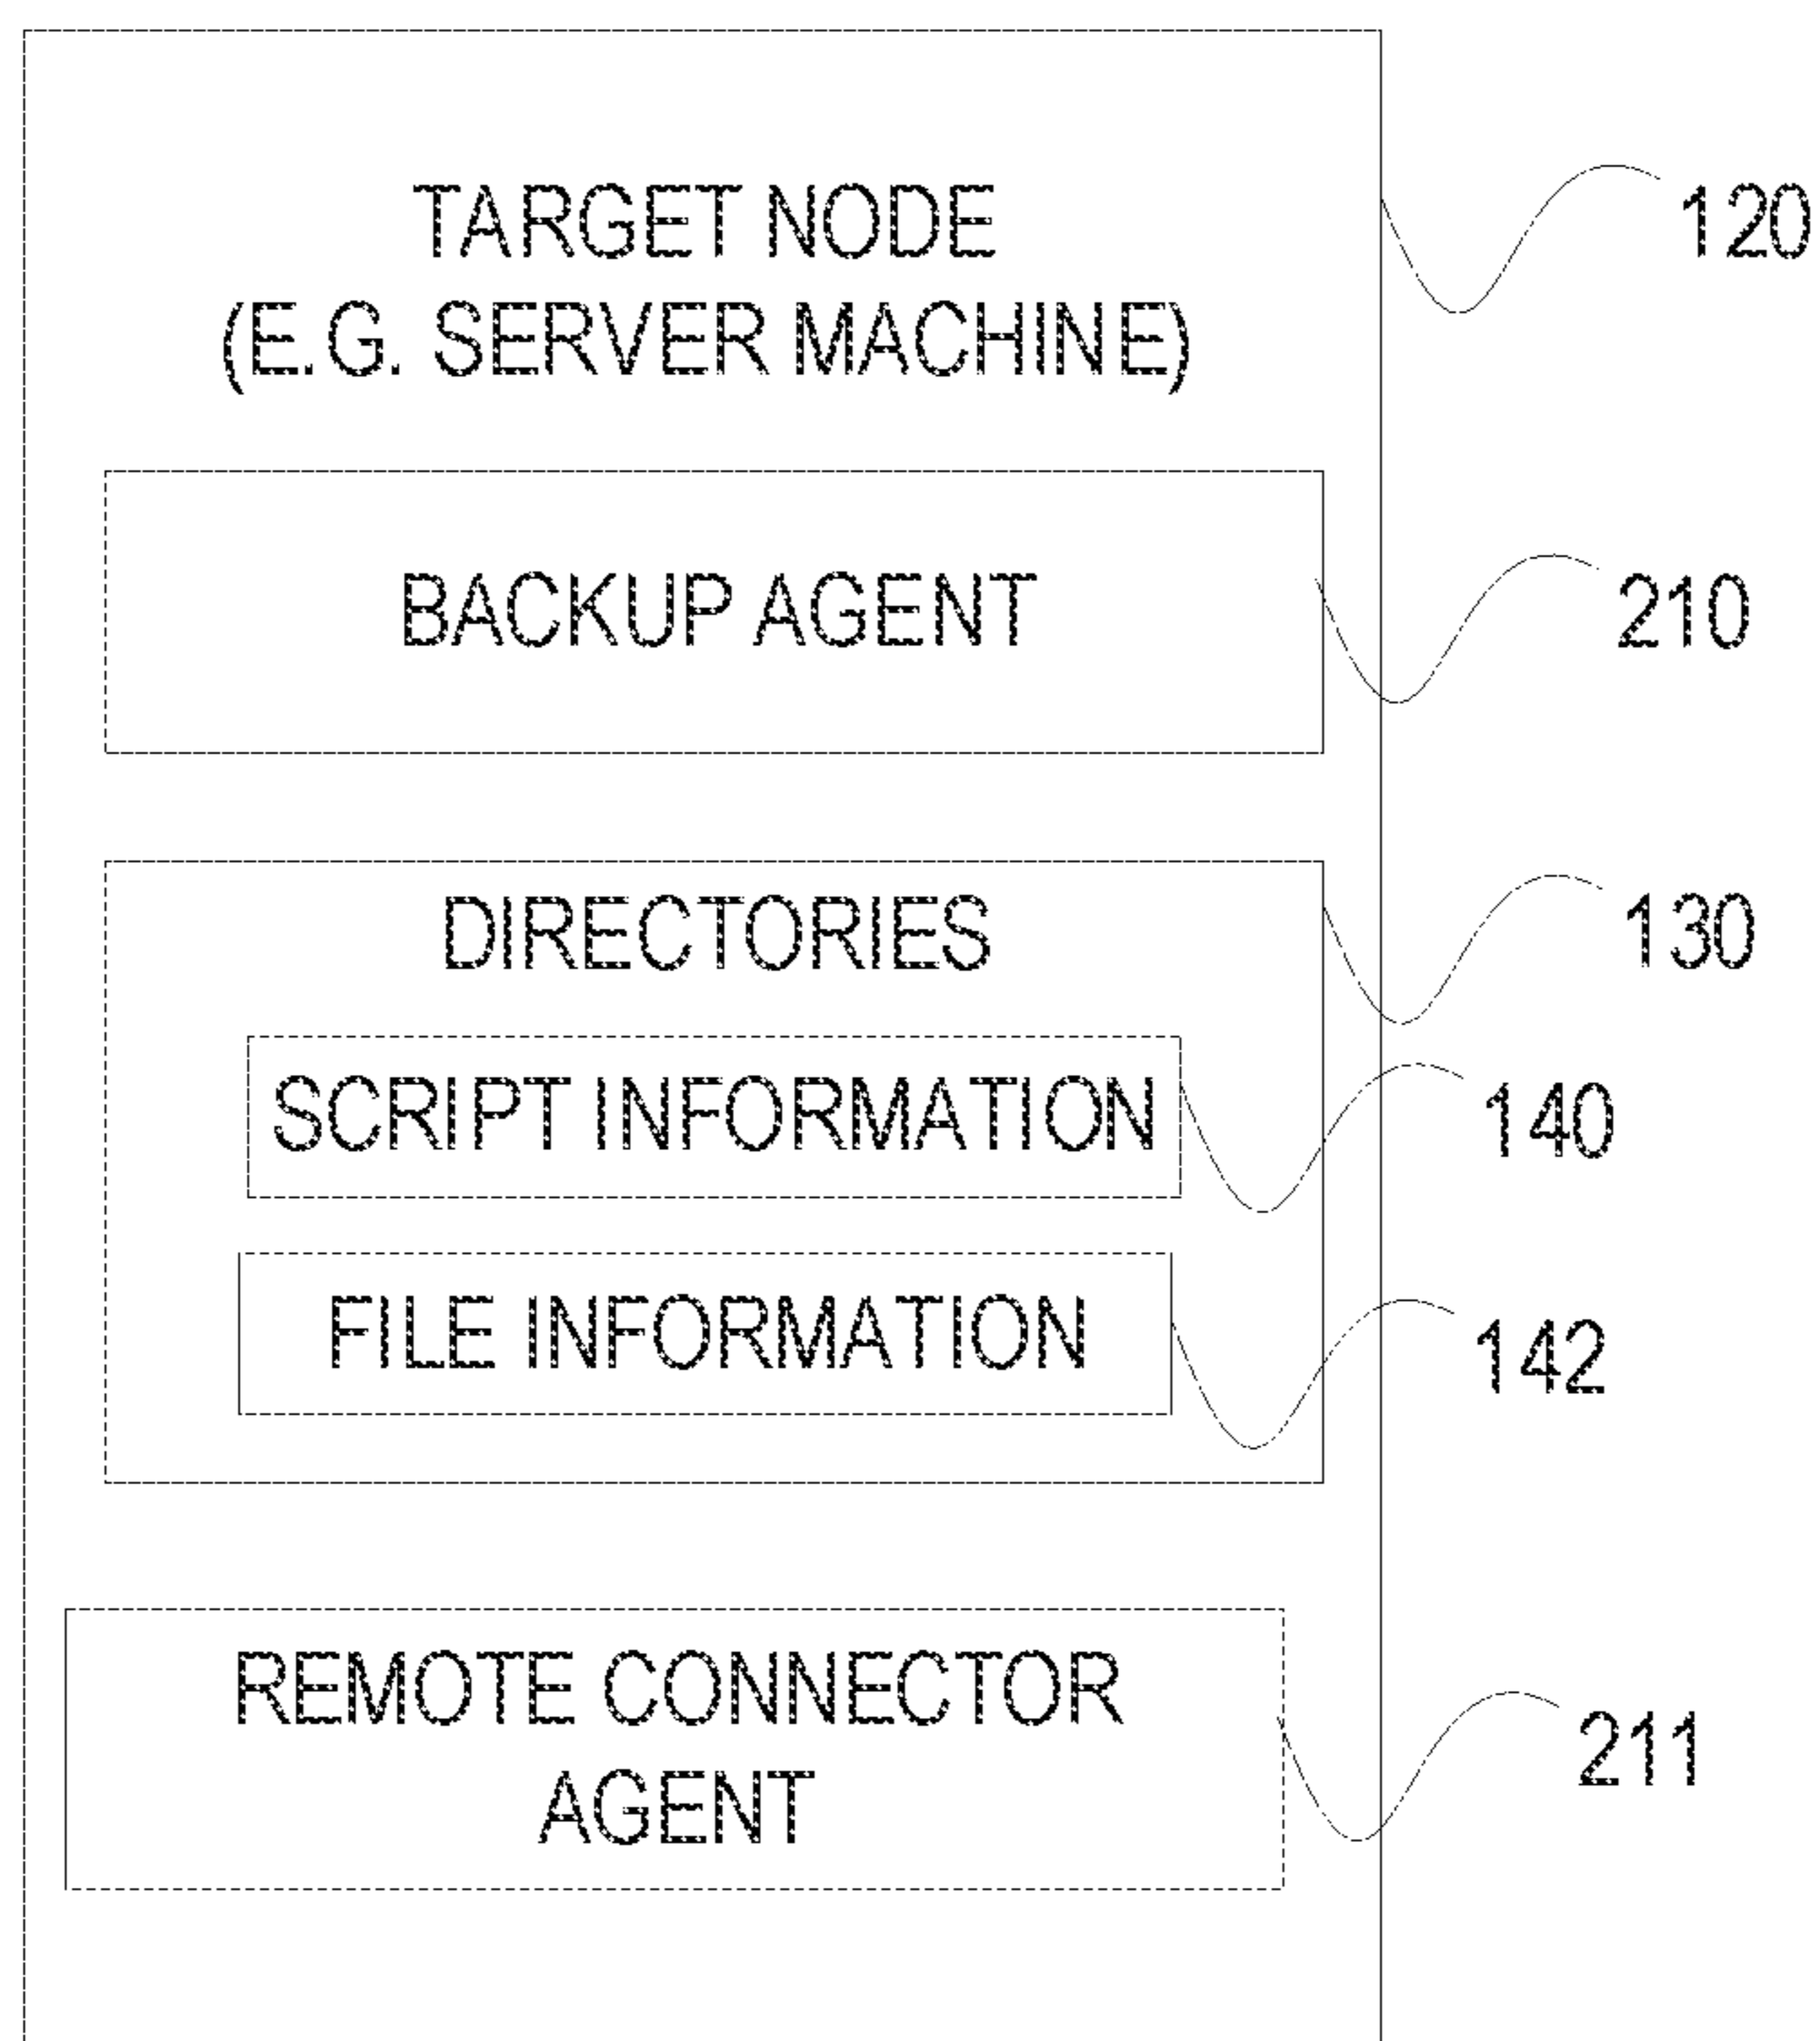 TARGET NODE 120
(E.G. SERVER MACHINE)
BACKUP AGENT 210
DIRECTORIES 130
SCRIPT INFORMATION 140
FILE INFORMATION 142
REMOTE CONNECTOR 211
AGENT